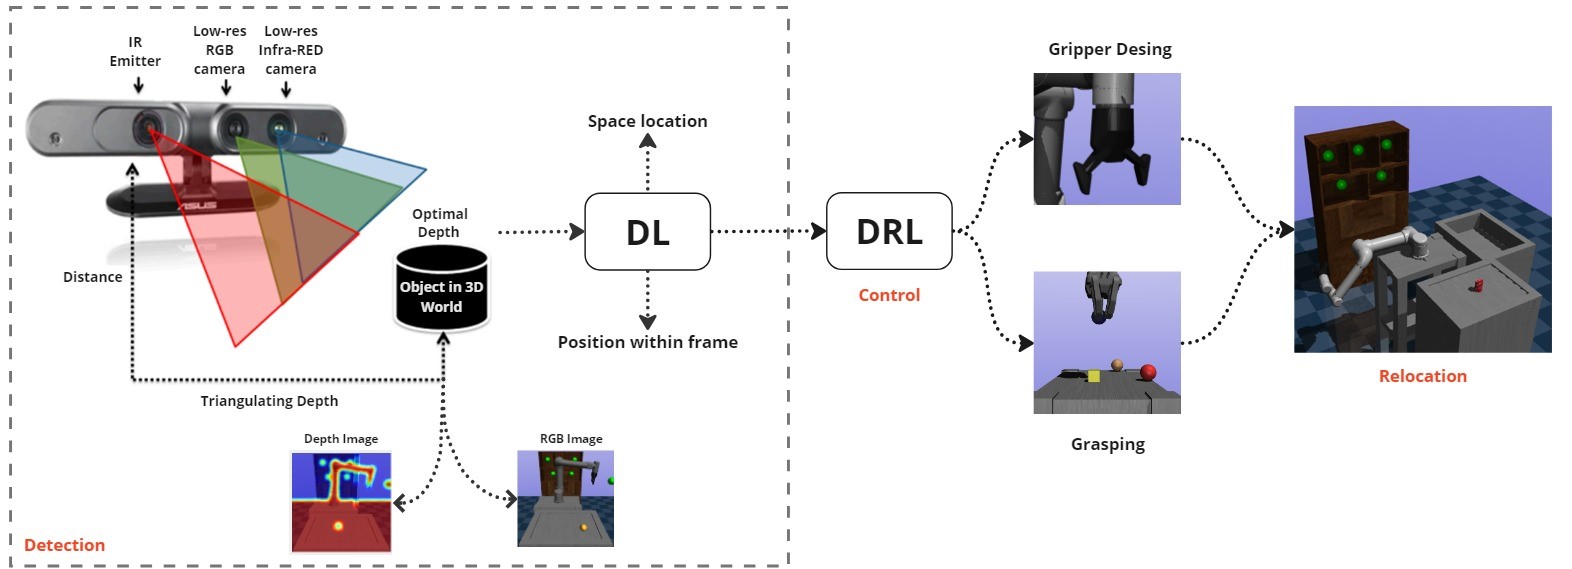 IR
Emitter
Low-res
RGB
camera
Low-res
Infra-RED
camera
ASUS
Distance
Optimal
Depth
Object in 3D
World
Triangulating Depth
Depth Image
RGB Image
Detection
Space location
DL
Position within frame
DRL
Control
Gripper Desing
Grasping
Relocation